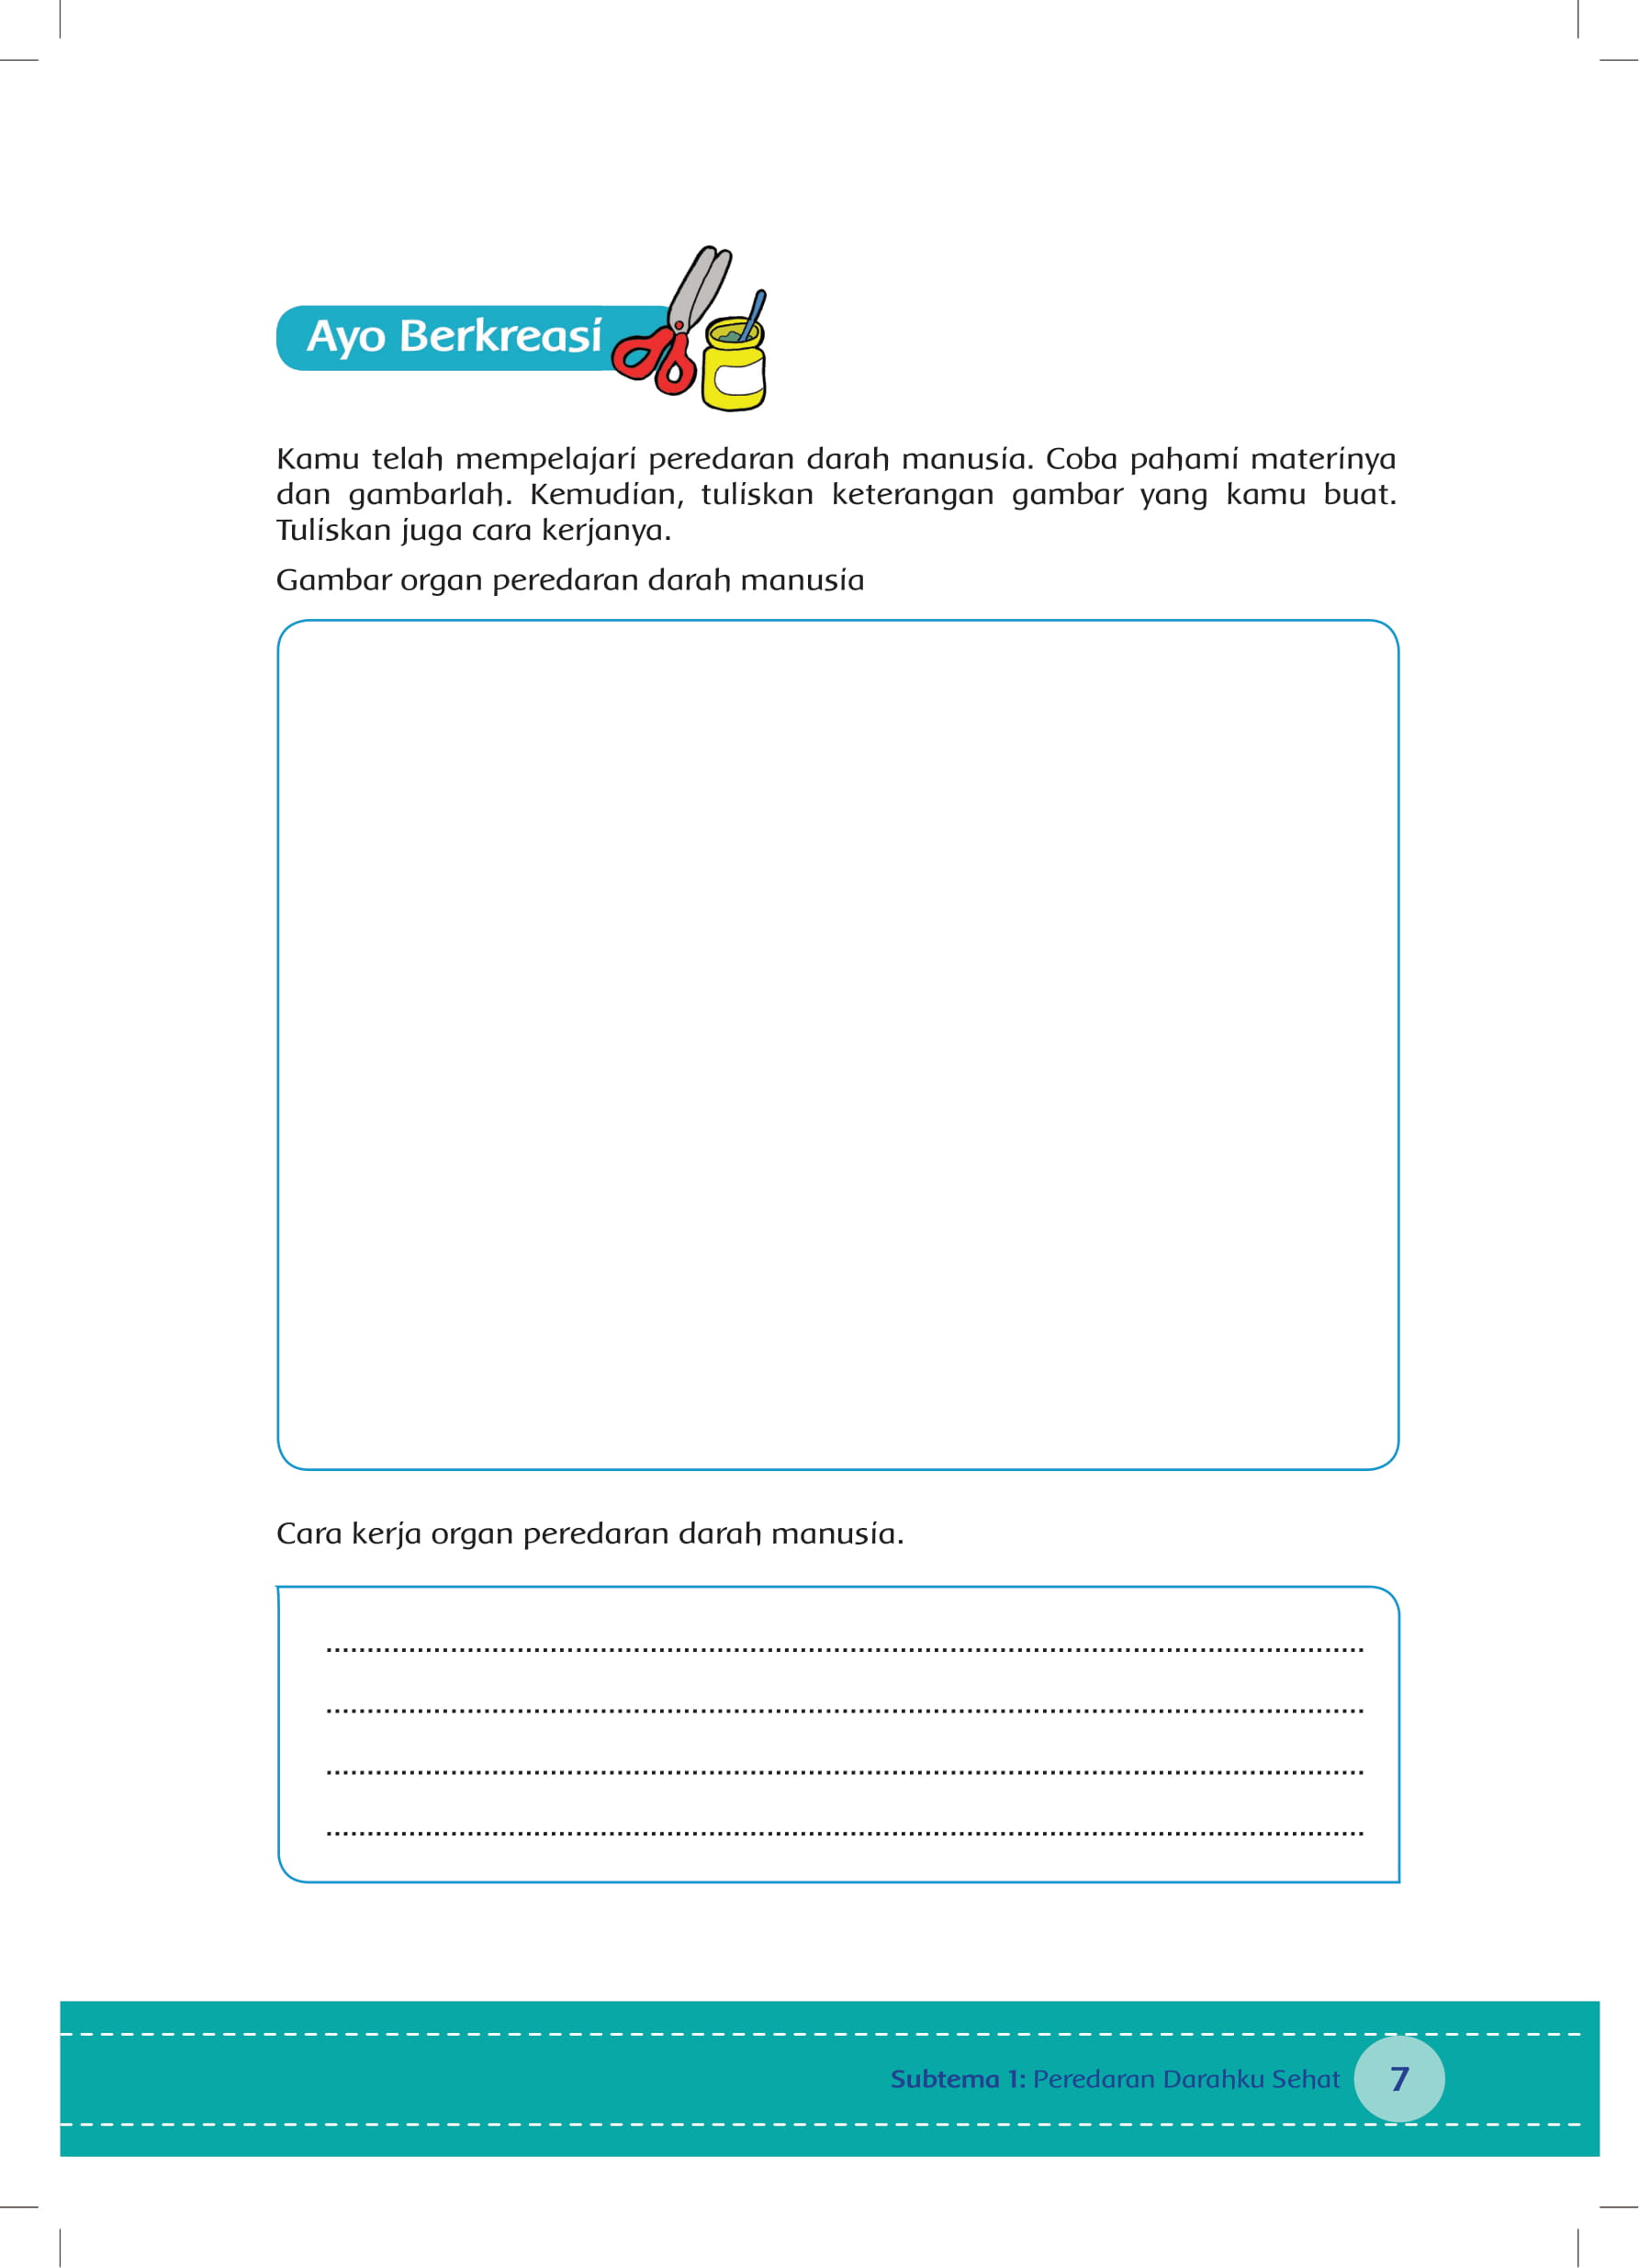 Ayo Berkreasi
Kamu telah mempelajari peredaran darah manusia. Coba pahami materinya
dan gambarlah. Kemudian, tuliskan keterangan gambar yang kamu buat.
Tuliskan juga cara kerjanya.
Gambar organ peredaran darah manusia
Cara kerja organ peredaran darah manusia.
Subtema 1: Peredaran Darahku Sehat 7